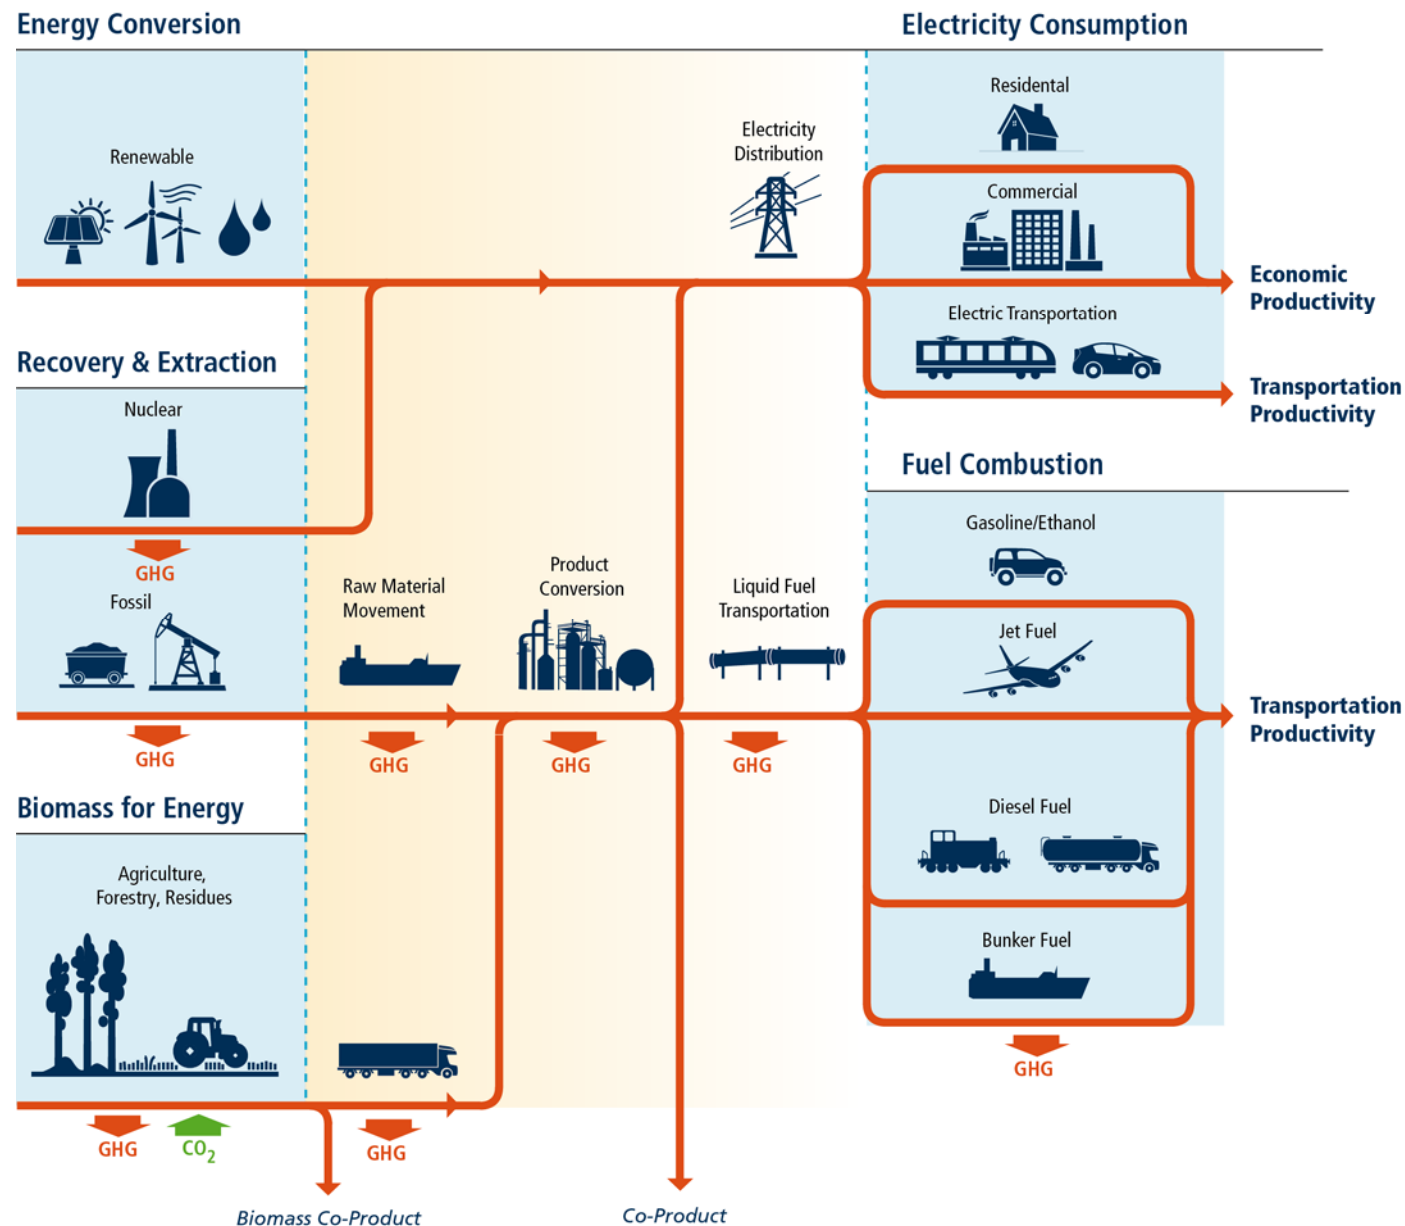 Energy Conversion
Electricity Consumption
Renewable
Electricity
Distribution
Residental
Commercial
Electric Transportation
Economic
Productivity
Transportation
Productivity
Recovery & Extraction
Nuclear
GHG
Fossil
GHG
Raw Material
Movement
GHG
Product
Conversion
GHG
Liquid Fuel
Transportation
GHG
Fuel Combustion
Gasoline/Ethanol
Jet Fuel
Diesel Fuel
Bunker Fuel
GHG
Transportation
Productivity
Biomass for Energy
Agriculture,
Forestry, Residues
GHG
CO2
GHG
Biomass Co-Product
Co-Product